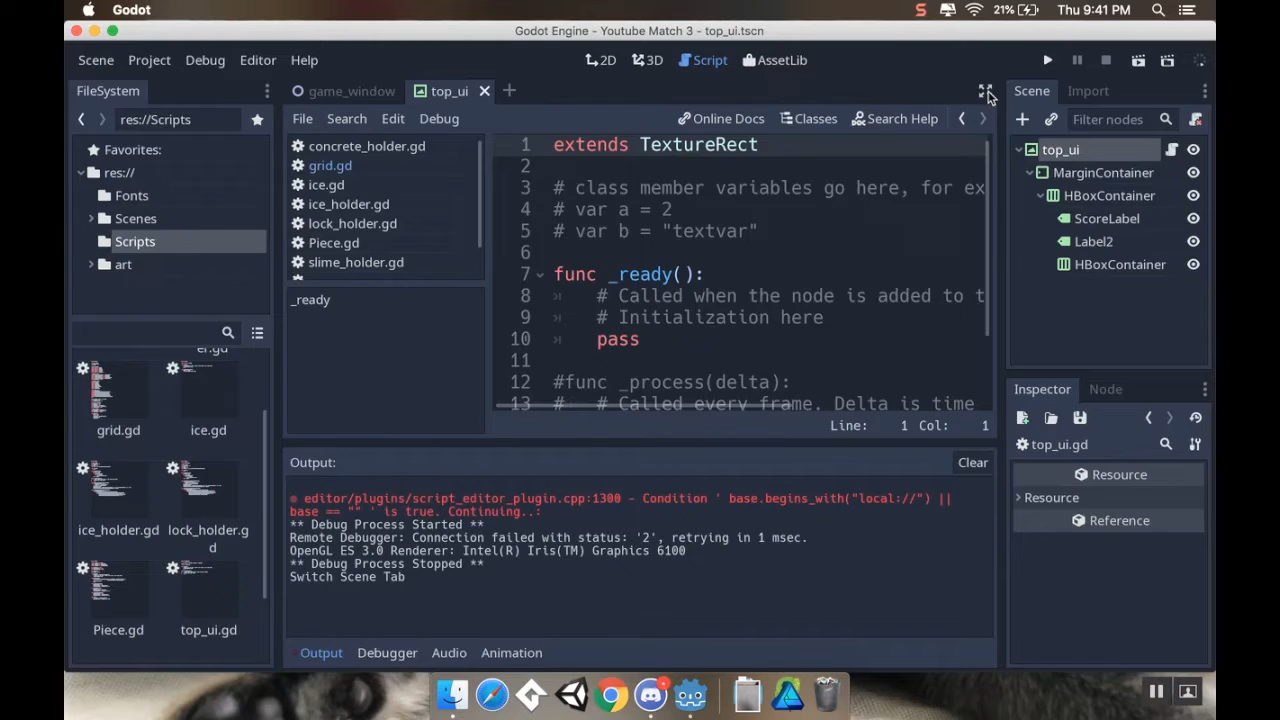 Godot
21%
Thu 9:41 PM
Godot Engine - Youtube Match 3 - top_ui.tscn
Scene Project Debug Editor Help
2D 3D Script AssetLib
FileSystem
res://Scripts
Favorites:
res://
Fonts
Scenes
Scripts
art
er.gd
grid.gd
ice.gd
ice_holder.gd
lock_holder.g
d
Piece.gd
top_ui.gd
game_window
top_ui
File Search Edit Debug
Online Docs Classes Search Help
concrete_holder.gd
grid.gd
ice.gd
ice_holder.gd
lock_holder.gd
Piece.gd
slime_holder.gd
_ready
1 extends TextureRect
2
3 # class member variables go here, for ex
4 # var a = 2
5 # var b = "textvar"
6
7 func _ready():
8 # Called when the node is added to t
9 # Initialization here
10 pass
11
12 #func _process(delta):
13 # # Called every frame. Delta is time
Line: 1 Col: 1
Output:
Clear
editor/plugins/script_editor_plugin.cpp:1300 - Condition ' base.begins_with("local://") ||
base == "" ' is true. Continuing..:
** Debug Process Started **
Remote Debugger: Connection failed with status: '2', retrying in 1 msec.
OpenGL ES 3.0 Renderer: Intel(R) Iris(TM) Graphics 6100
** Debug Process Stopped **
Switch Scene Tab
Output Debugger Audio Animation
Scene Import
Filter nodes
top_ui
MarginContainer
HBoxContainer
ScoreLabel
Label2
HBoxContainer
Inspector Node
top_ui.gd
Resource
Resource
Reference